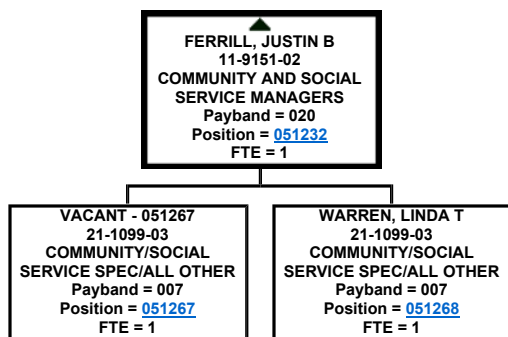 FERRILL, JUSTIN B
11-9151-02
COMMUNITY AND SOCIAL
SERVICE MANAGERS
Payband = 020
Position = 051232
FTE = 1
VACANT - 051267
21-1099-03
COMMUNITY/SOCIAL
SERVICE SPEC/ALL OTHER
Payband = 007
Position = 051267
FTE = 1
WARREN, LINDA T
21-1099-03
COMMUNITY/SOCIAL
SERVICE SPEC/ALL OTHER
Payband = 007
Position = 051268
FTE = 1